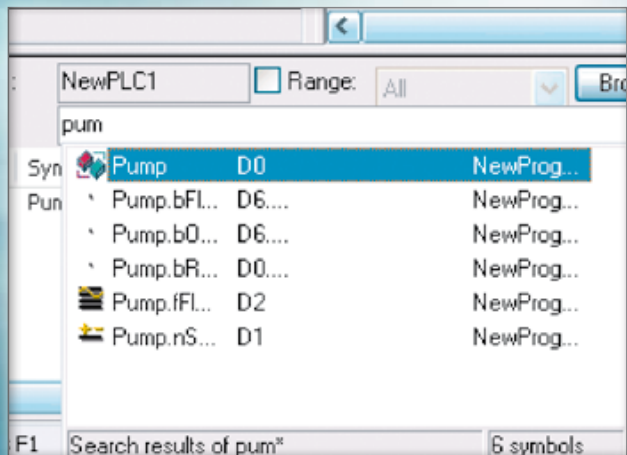 : NewPLC1 Range: All Bro
pum
Syn Pump D0 NewProg...
Pun Pump.bFl... D6.... NewProg...
Pump.bO... D6.... NewProg...
Pump.bR... D0.... NewProg...
Pump.fFl... D2 NewProg...
Pump.nS... D1 NewProg...
F1 Search results of pum* 6 symbols